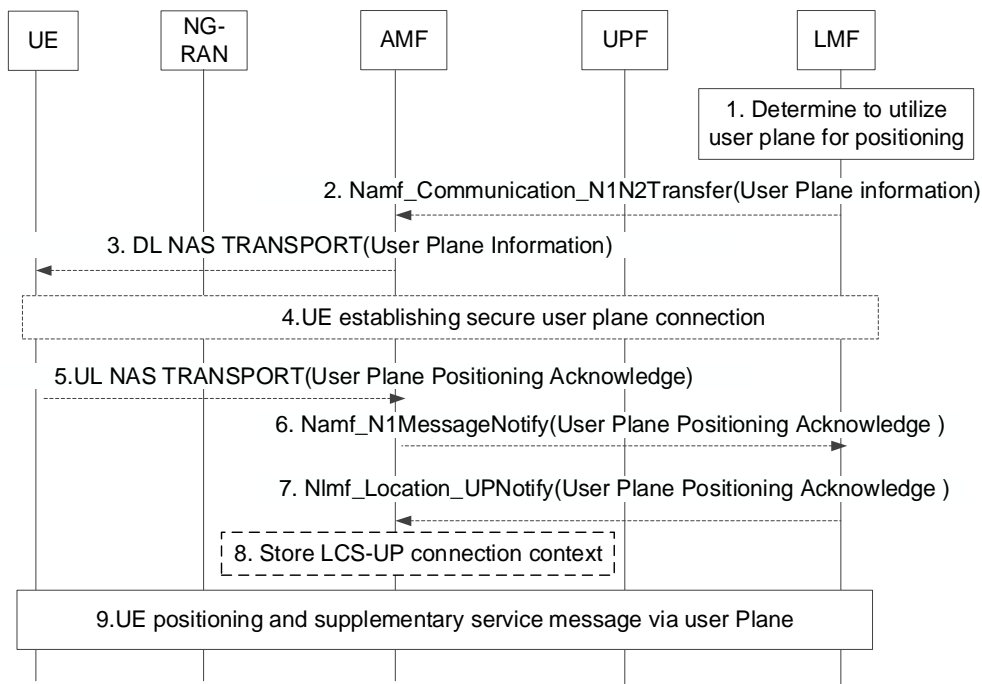 UE
NG-
RAN
AMF
UPF
LMF
1. Determine to utilize
user plane for positioning
2. Namf_Communication_N1N2Transfer(User Plane information)
3. DL NAS TRANSPORT(User Plane Information)
4.UE establishing secure user plane connection
5.UL NAS TRANSPORT(User Plane Positioning Acknowledge)
6. Namf_N1MessageNotify(User Plane Positioning Acknowledge )
7. Nlmf_Location_UPNotify(User Plane Positioning Acknowledge )
8. Store LCS-UP connection context
9.UE positioning and supplementary service message via user Plane